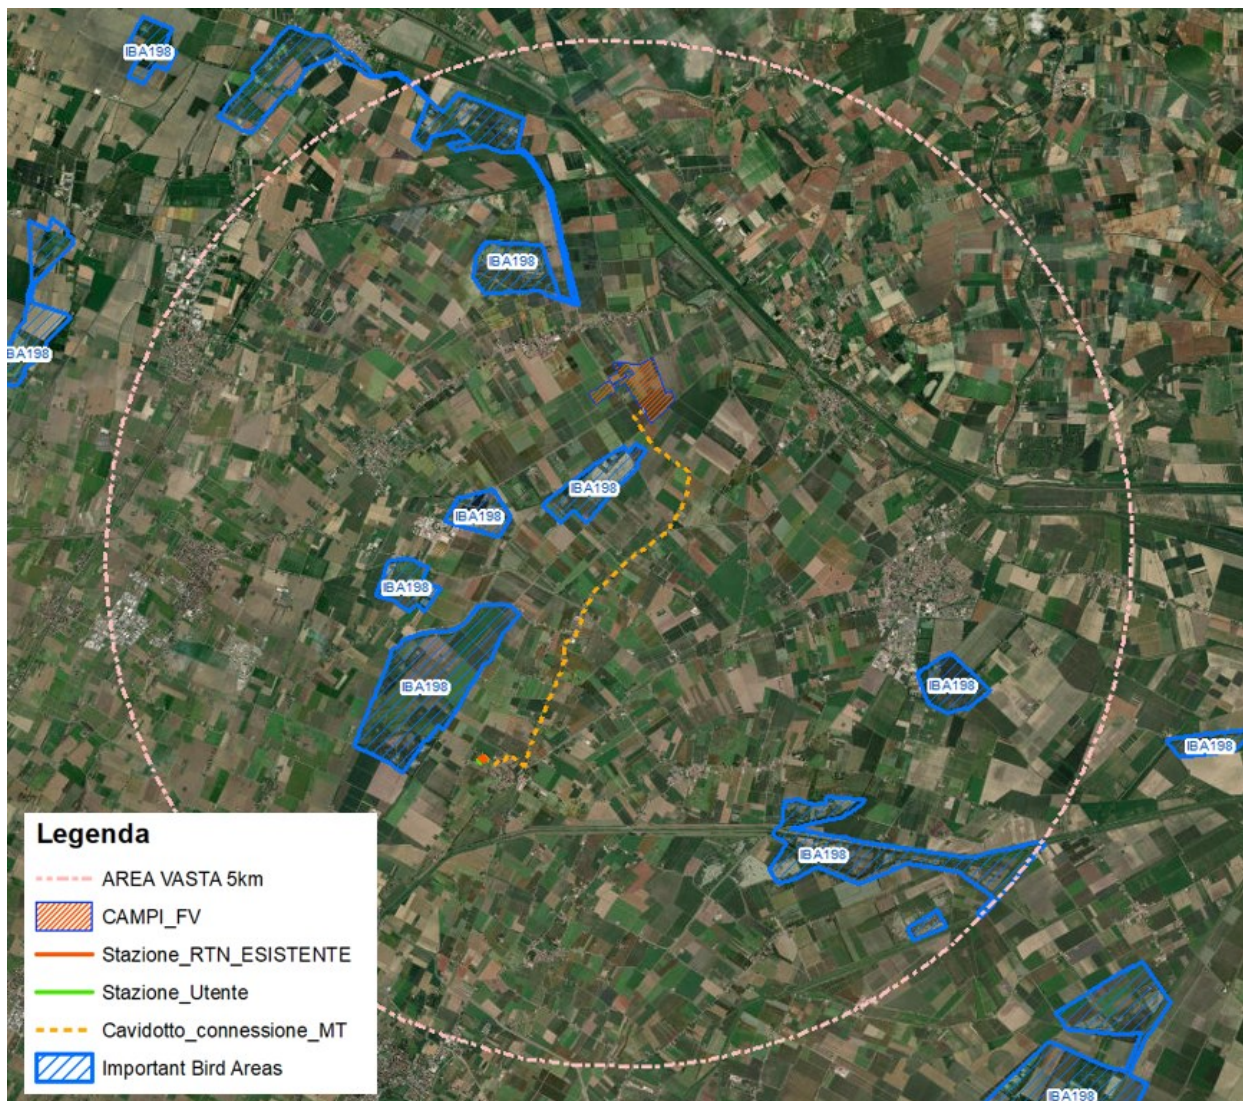 IBA198
IBA198
BA198
IBA198
IBA198
IBA198
IBA198
IBA198
IBA198
IBA198
IBA198
Legenda
AREA VASTA 5km
CAMPI_FV
Stazione_RTN_ESISTENTE
Stazione_Utente
Cavidotto_connessione_MT
Important Bird Areas